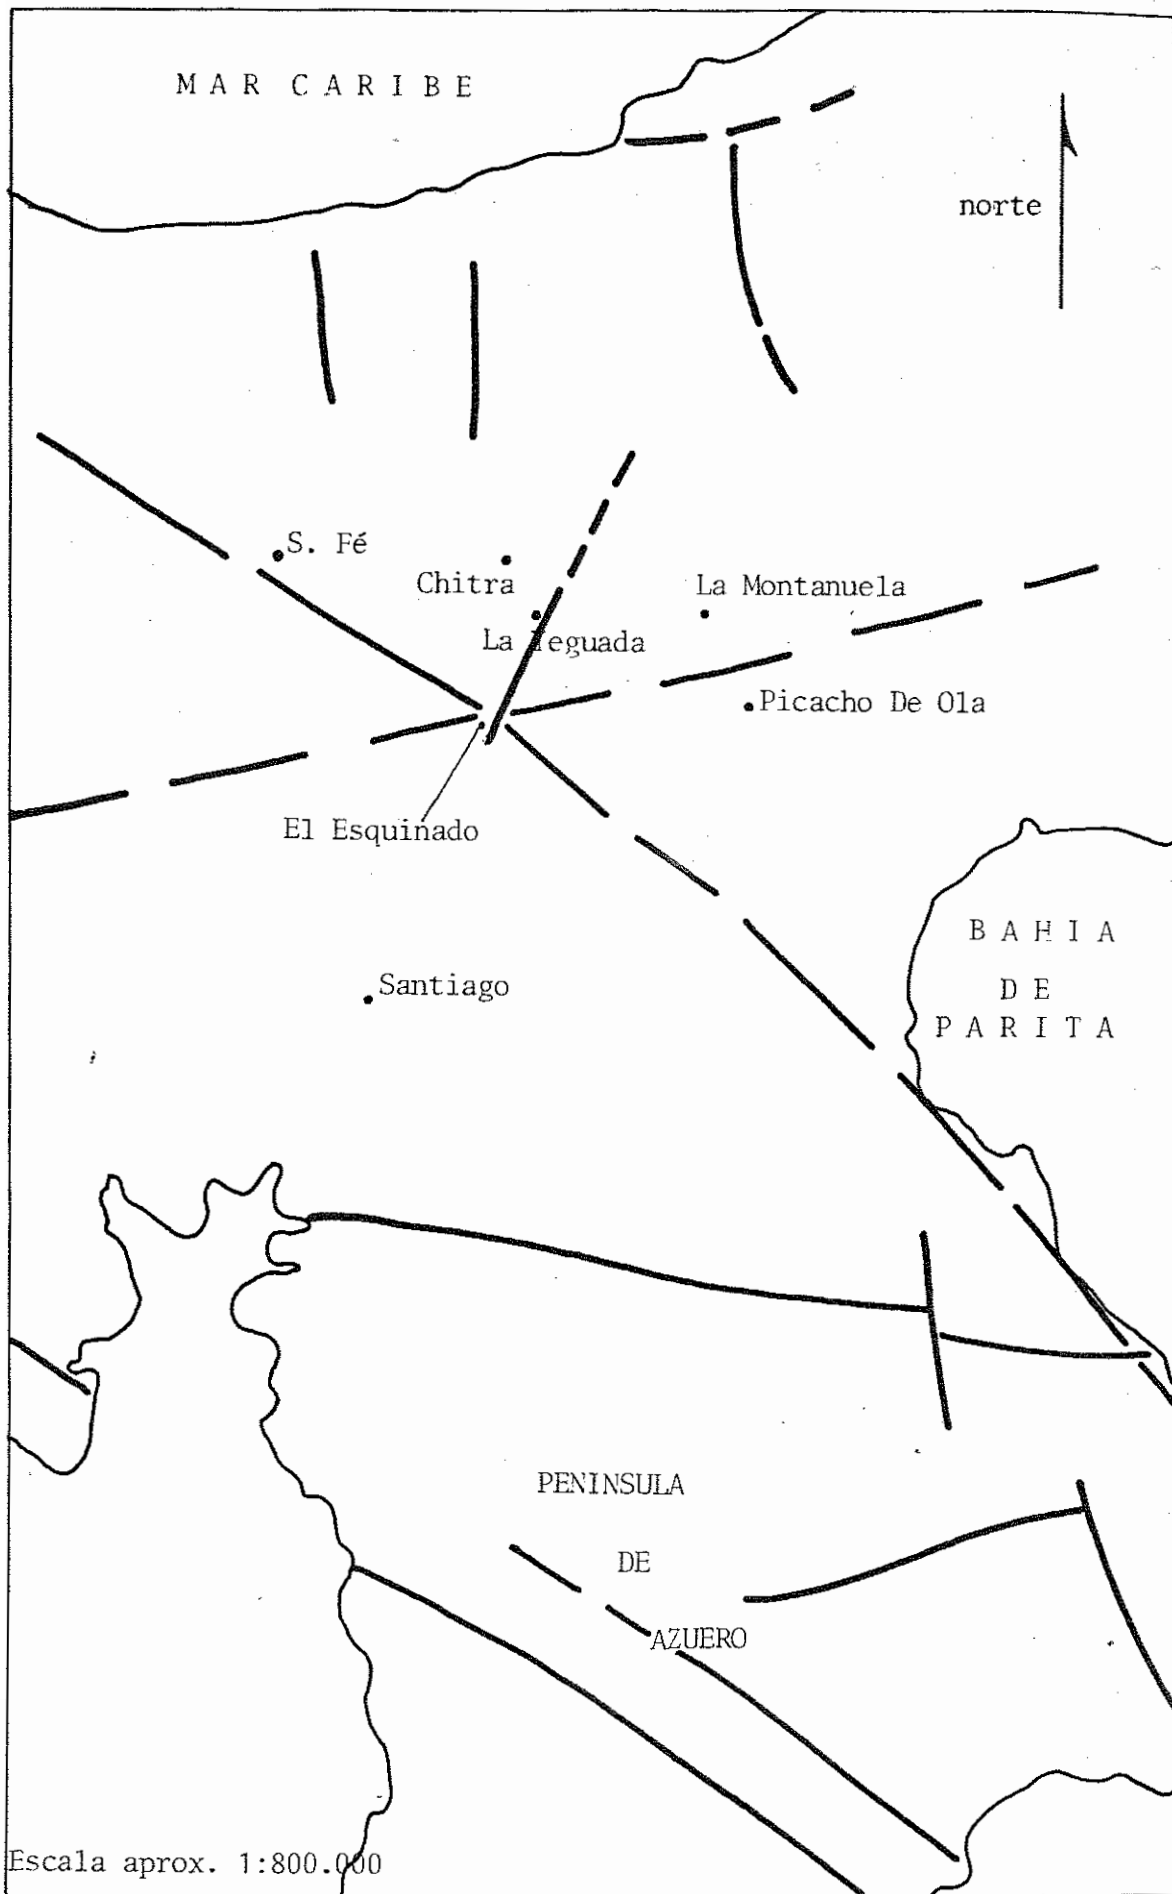 MAR CARIBE
norte
S. Fé
Chitra
La Montanuela
La Yeguada
Picacho De Ola
El Esquinado
BAHIA
DE
PARITA
Santiago
PENINSULA
DE
AZUERO
Escala aprox. 1:800.000